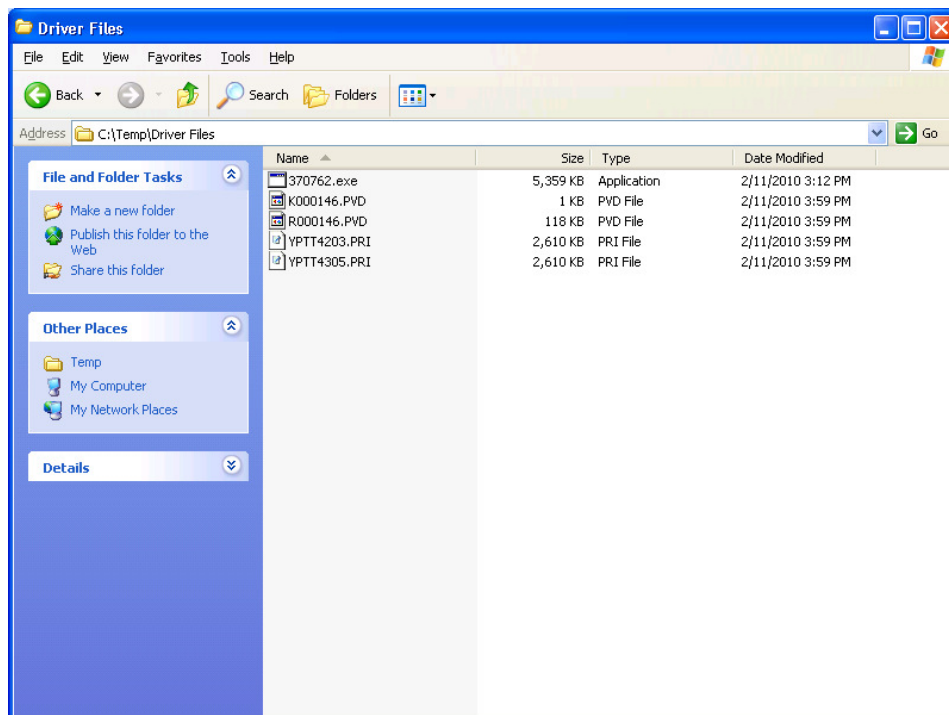 Driver Files
File Edit View Favorites Tools Help
Back Search Folders
Address C:\Temp\Driver Files Go
Name Size Type Date Modified
370762.exe 5,359 KB Application 2/11/2010 3:12 PM
K000146.PVD 1 KB PVD File 2/11/2010 3:59 PM
R000146.PVD 118 KB PVD File 2/11/2010 3:59 PM
YPTT4203.PRI 2,610 KB PRI File 2/11/2010 3:59 PM
YPTT4305.PRI 2,610 KB PRI File 2/11/2010 3:59 PM
File and Folder Tasks
Make a new folder
Publish this folder to the
Web
Share this folder
Other Places
Temp
My Computer
My Network Places
Details